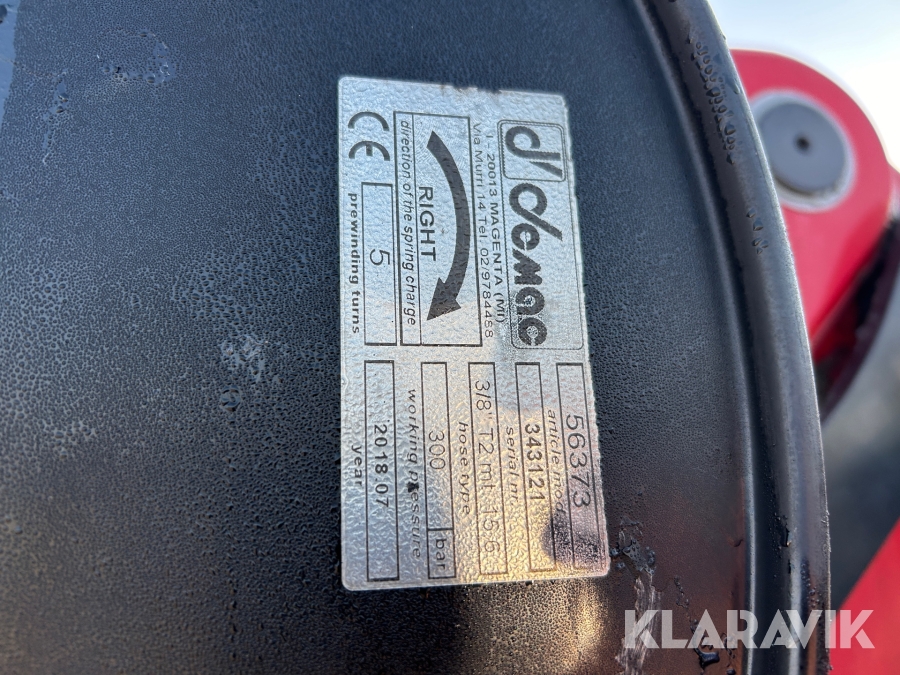 demac
I - 20013 MAGENTA (MI)
Via Murri 14 Tel 02/9784488
RIGHT
direction of the spring charge
CE
5
prewinding turns
56373
article/mod.
343121
serial nr.
3/8" T2 mt. 15,6
hose type
300 bar
working pressure
2018.07
year
KLARAVIK